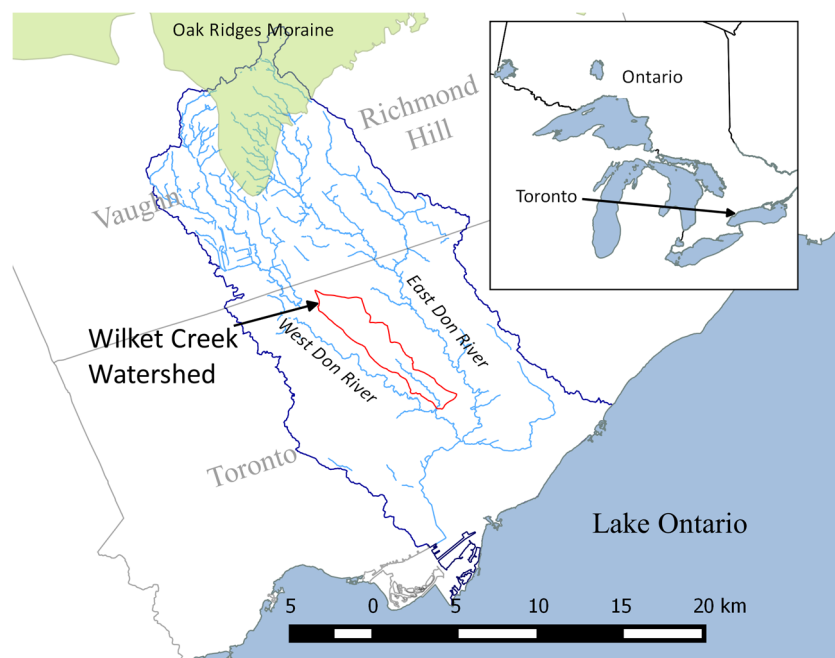 Oak Ridges Moraine
Richmond
Hill
Vaughn
Ontario
Toronto
East Don River
West Don River
Wilket Creek
Watershed
Toronto
Lake Ontario
5 0 5 10 15 20 km